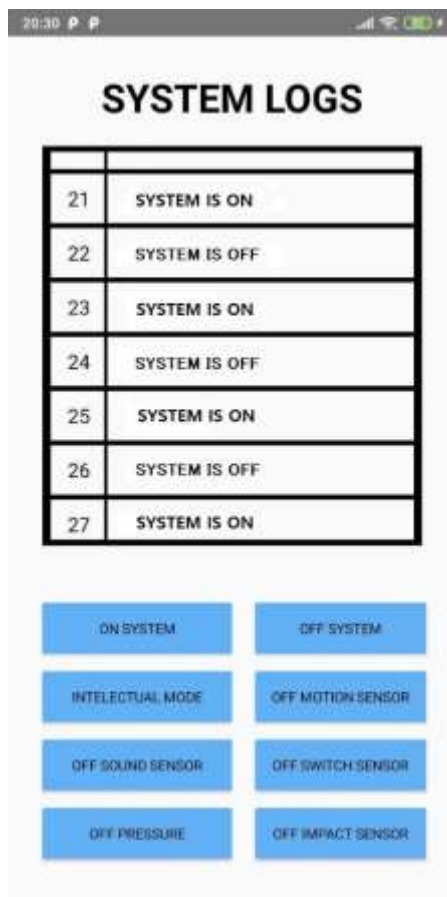 20:30
SYSTEM LOGS
21 SYSTEM IS ON
22 SYSTEM IS OFF
23 SYSTEM IS ON
24 SYSTEM IS OFF
25 SYSTEM IS ON
26 SYSTEM IS OFF
27 SYSTEM IS ON
ON SYSTEM OFF SYSTEM
INTELECTUAL MODE OFF MOTION SENSOR
OFF SOUND SENSOR OFF SWITCH SENSOR
OFF PRESSURE OFF IMPACT SENSOR